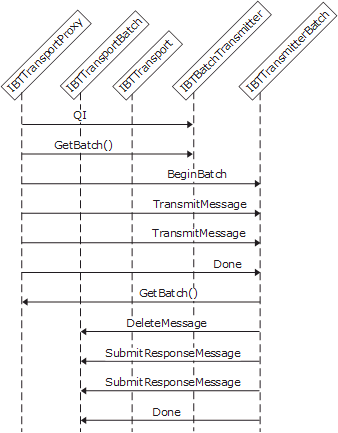 IBTTransportProxy
IBTTransportBatch
IBTTransport
IBTBatchTransmitter
IBTTransmitterBatch
QI
GetBatch()
BeginBatch
TransmitMessage
TransmitMessage
Done
GetBatch()
DeleteMessage
SubmitResponseMessage
SubmitResponseMessage
Done